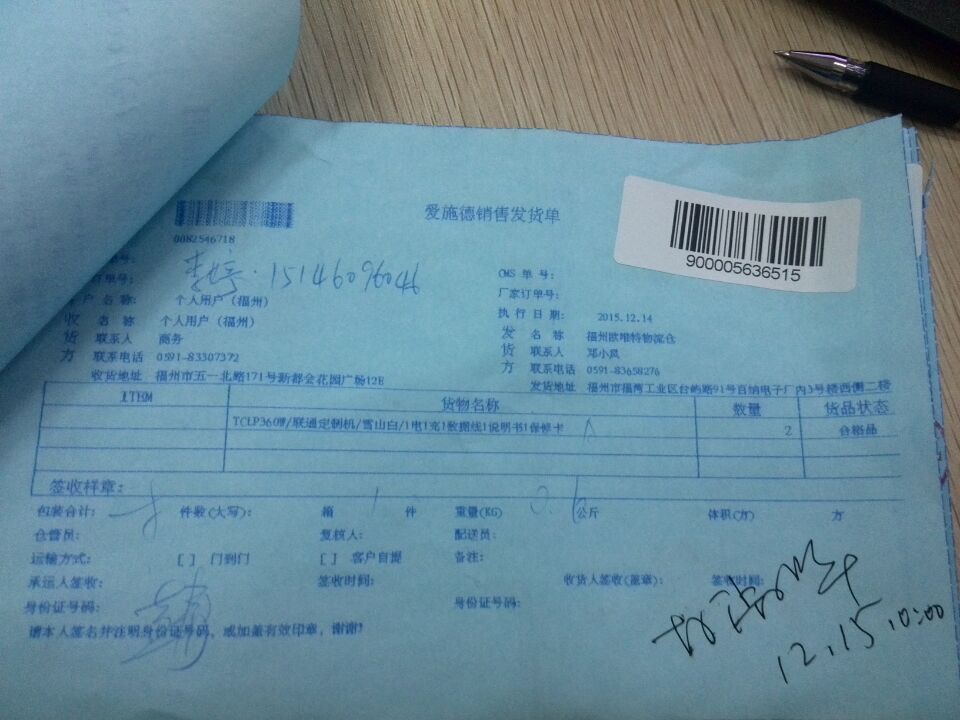 爱施德销售发货单
900005636515
0082546718
单号:
订单号: 15146096046 CMS 单号:
客户名称: 个人用户(福州) 厂家订单号:
收 名 称 个人用户(福州) 执行日期: 2015.12.14
货 联系人 商务 发 名 称 福州欧唯特物流仓
方 联系电话 0591-83307372 货 联系人 邓小凤
收货地址 福州市五一北路171号新都会花园广场12E 方 联系电话 0591-83658276
发货地址 福州市福湾工业区台屿路91号百纳电子厂内3号楼西侧二楼
ITEM 货物名称 数量 货品状态
TCLP360W/联通定制机/雪山白/1电1充1数据线1说明书1保修卡 2 合格品
签收样章:
包装合计: 件数(大写): 箱 1 件 重量(KG) 0.6 公斤 体积(方) 方
仓管员: 复核人: 配送员:
运输方式: [ ] 门到门 [ ] 客户自提 备注:
承运人签收: 签收时间: 收货人签收(盖章): 签收时间:
身份证号码: 身份证号码:
请本人签名并注明身份证号码，或加盖有效印章，谢谢?
12.15.10:00